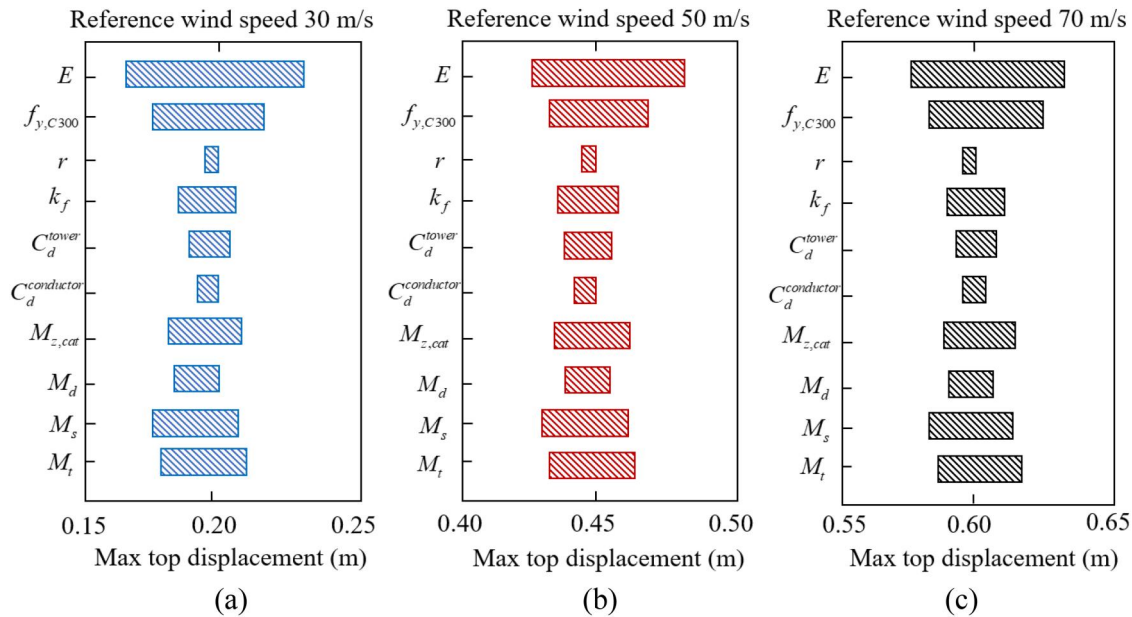 Reference wind speed 30 m/s
E
f_{y,C300}
r
k_f
C_d^{tower}
C_d^{conductor}
M_{z,cat}
M_d
M_s
M_t
0.15 0.20 0.25
Max top displacement (m)
(a)
Reference wind speed 50 m/s
E
f_{y,C300}
r
k_f
C_d^{tower}
C_d^{conductor}
M_{z,cat}
M_d
M_s
M_t
0.40 0.45 0.50
Max top displacement (m)
(b)
Reference wind speed 70 m/s
E
f_{y,C300}
r
k_f
C_d^{tower}
C_d^{conductor}
M_{z,cat}
M_d
M_s
M_t
0.55 0.60 0.65
Max top displacement (m)
(c)